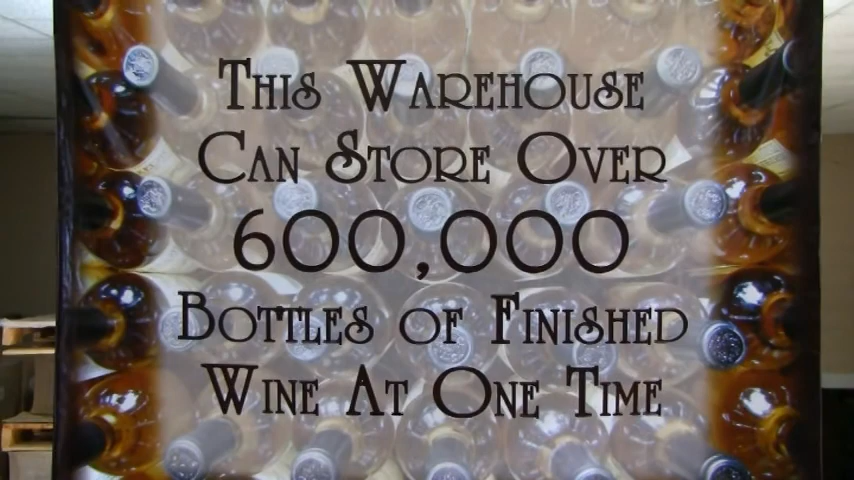 This Warehouse
Can Store Over
600,000
Bottles of Finished
Wine At One Time